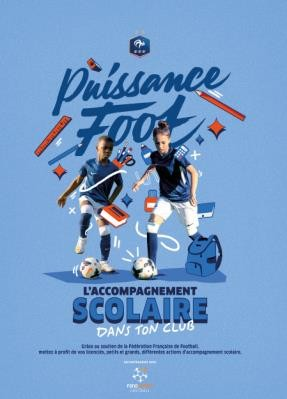 Puissance
Foot
L'ACCOMPAGNEMENT
SCOLAIRE
DANS TON CLUB
Grâce au soutien de la Fédération Française de Football,
mettez à profit de vos licenciés, petits et grands, différentes actions d'accompagnement scolaire.